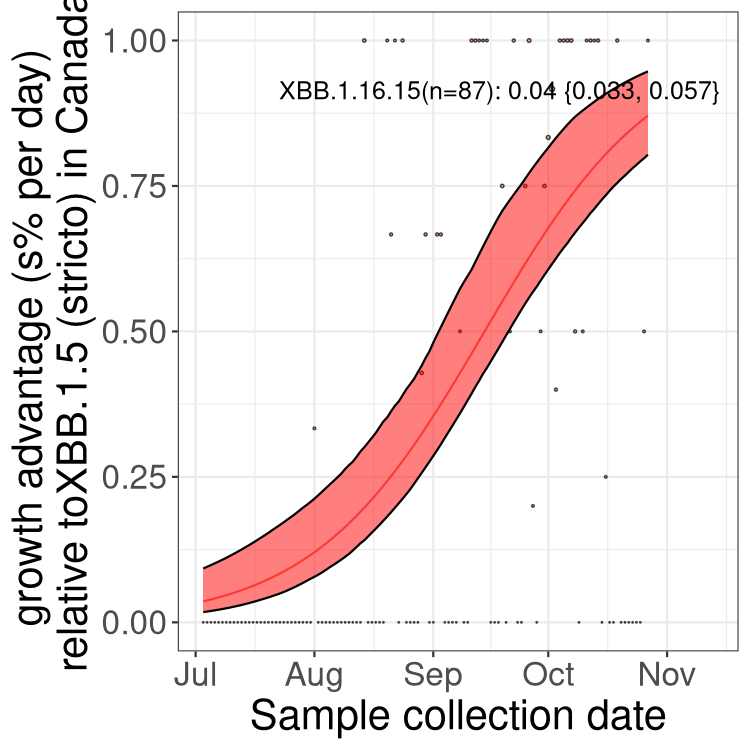 growth advantage (s% per day)
relative toXBB.1.5 (stricto) in Canada
1.00
0.75
0.50
0.25
0.00
XBB.1.16.15(n=87): 0.04 {0.033, 0.057}
Jul Aug Sep Oct Nov
Sample collection date